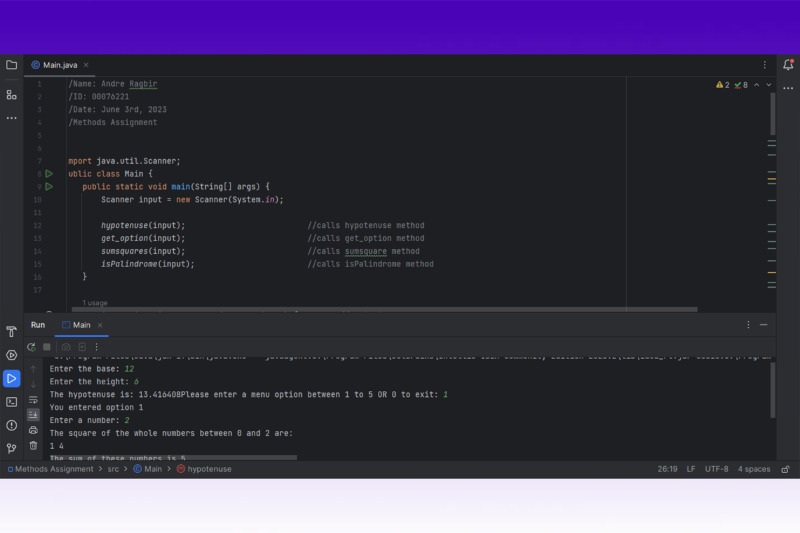 Main.java
2 8
1 /Name: Andre Ragbir
2 /ID: 00076221
3 /Date: June 3rd, 2023
4 /Methods Assignment
5
6
7 mport java.util.Scanner;
8 ublic class Main {
9 public static void main(String[] args) {
10 Scanner input = new Scanner(System.in);
11
12 hypotenuse(input); //calls hypotenuse method
13 get_option(input); //calls get_option method
14 sumsquares(input); //calls sumsquare method
15 isPalindrome(input); //calls isPalindrome method
16 }
37
1 usage
Run Main
Enter the base: 12
Enter the height: 6
The hypotenuse is: 13.416408Please enter a menu option between 1 to 5 OR 0 to exit: 1
You entered option 1
Enter a number: 2
The square of the whole numbers between 0 and 2 are:
1 4
The sum of these numbers is 5
Methods Assignment > src > Main > hypotenuse 26:19 LF UTF-8 4 spaces